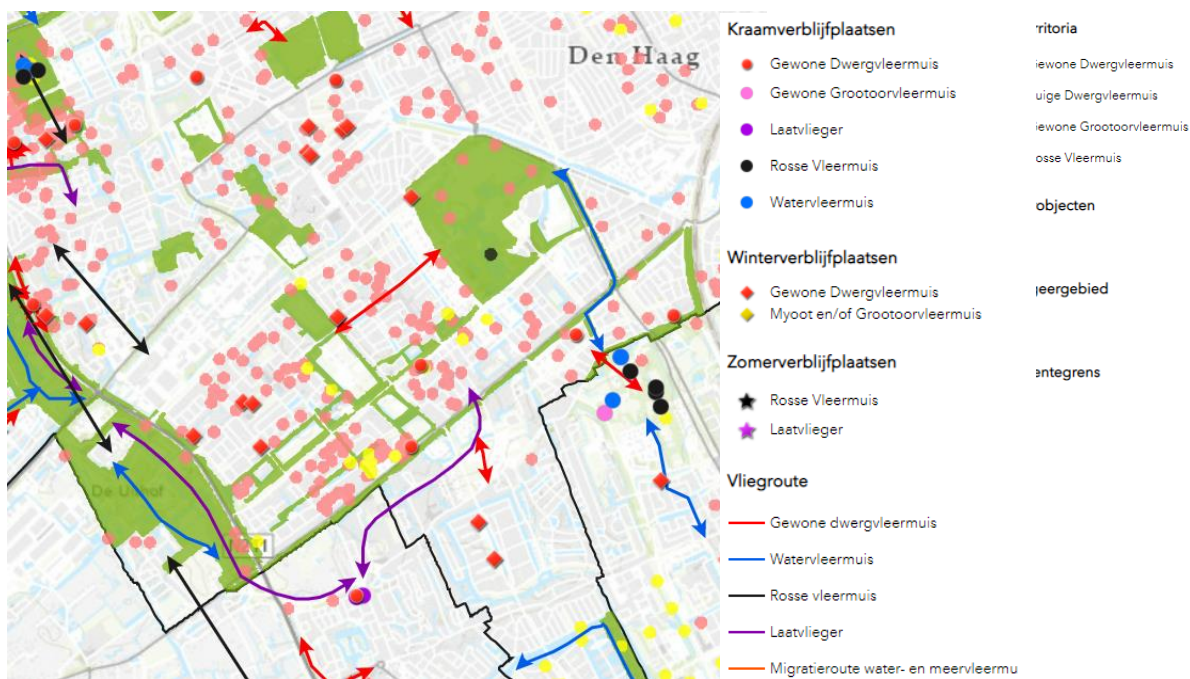 Den Haag
De Uithof
Kraamverblijfplaatsen
Gewone Dwergvleermuis
Gewone Grootoorvleermuis
Laatvlieger
Rosse Vleermuis
Watervleermuis
Winterverblijfplaatsen
Gewone Dwergvleermuis
Myoot en/of Grootoorvleermuis
Zomerverblijfplaatsen
Rosse Vleermuis
Laatvlieger
Vliegroute
Gewone dwergvleermuis
Watervleermuis
Rosse vleermuis
Laatvlieger
Migratieroute water- en meervleermu
rritoria
ewone Dwergvleermuis
uige Dwergvleermuis
ewone Grootoorvleermuis
osse Vleermuis
objecten
geergebied
entegrens